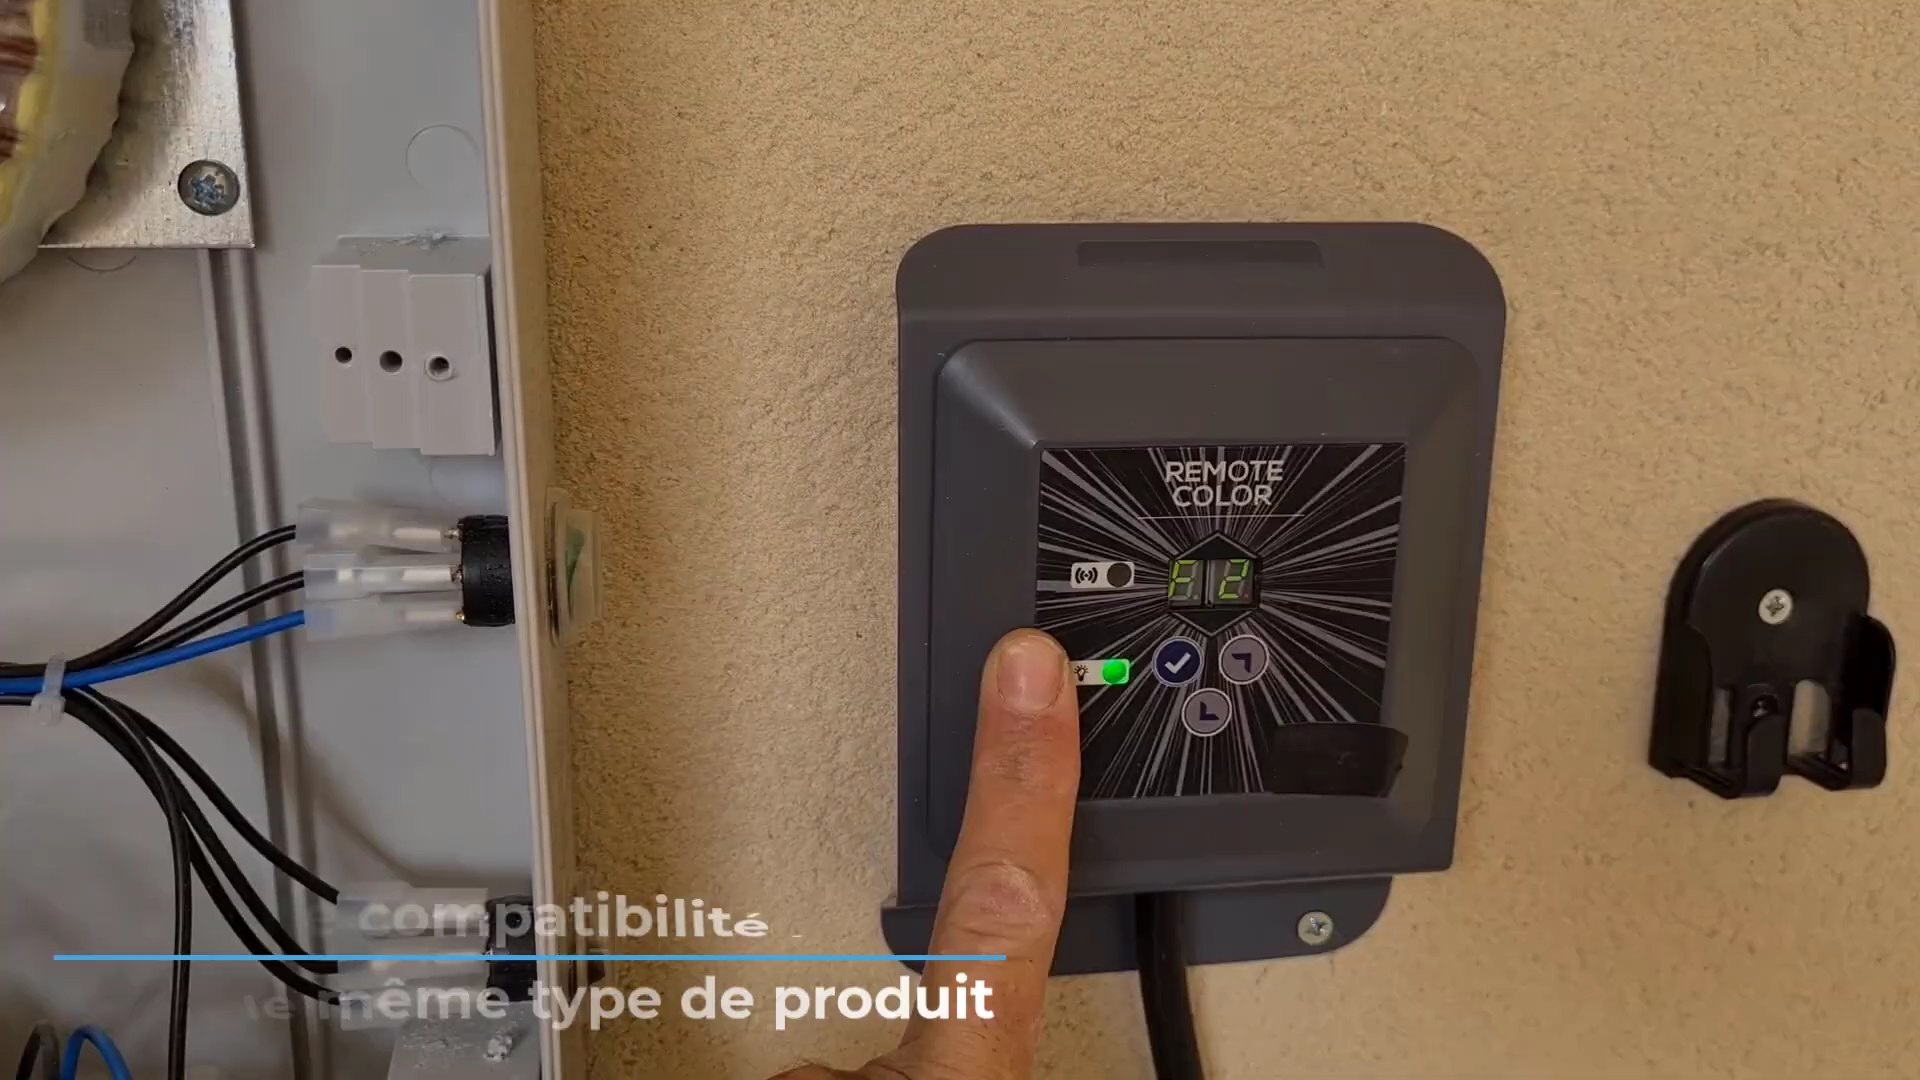 REMOTE
COLOR
F2
compatibilité
même type de produit